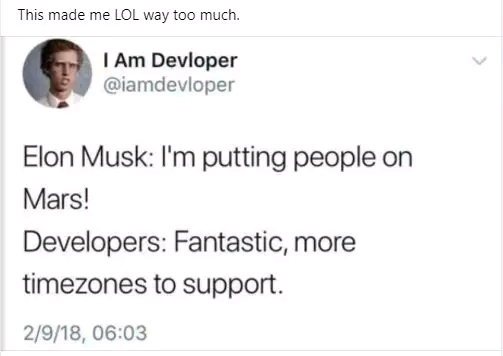 This made me LOL way too much.
I Am Devloper
@iamdevloper
Elon Musk: I'm putting people on
Mars!
Developers: Fantastic, more
timezones to support.
2/9/18, 06:03